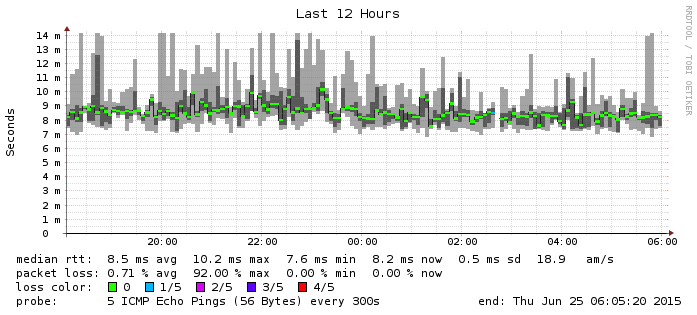 Last 12 Hours
RRDTOOL / TOBI OETIKER
Seconds
14 m
13 m
12 m
11 m
10 m
9 m
8 m
7 m
6 m
5 m
4 m
3 m
2 m
1 m
0
20:00 22:00 00:00 02:00 04:00 06:00
median rtt: 8.5 ms avg 10.2 ms max 7.6 ms min 8.2 ms now 0.5 ms sd 18.9 am/s
packet loss: 0.71 % avg 92.00 % max 0.00 % min 0.00 % now
loss color: 0 1/5 2/5 3/5 4/5
probe: 5 ICMP Echo Pings (56 Bytes) every 300s end: Thu Jun 25 06:05:20 2015